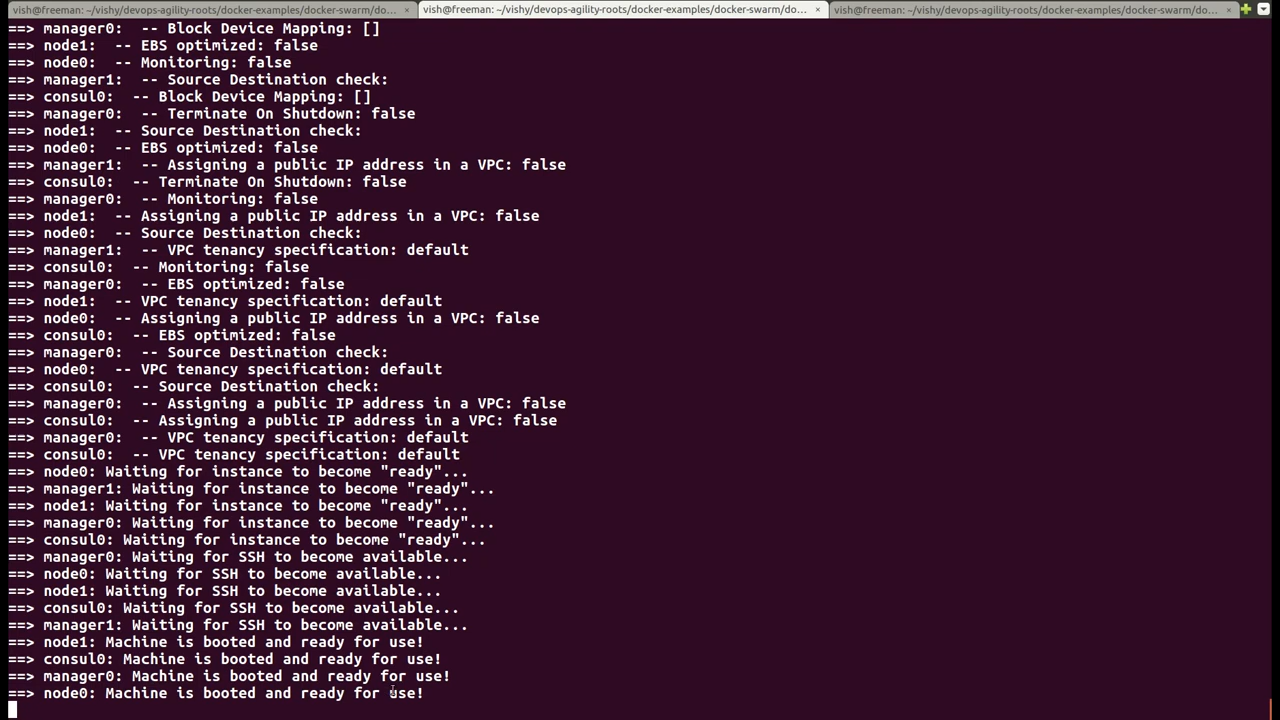 vish@freeman: ~/vishy/devops-agility-roots/docker-examples/docker-swarm/do... × vish@freeman: ~/vishy/devops-agility-roots/docker-examples/docker-swarm/do... × vish@freeman: ~/vishy/devops-agility-roots/docker-examples/docker-swarm/do... ×
==> manager0:  -- Block Device Mapping: []
==> node1:  -- EBS optimized: false
==> node0:  -- Monitoring: false
==> manager1:  -- Source Destination check:
==> consul0:  -- Block Device Mapping: []
==> manager0:  -- Terminate On Shutdown: false
==> node1:  -- Source Destination check:
==> node0:  -- EBS optimized: false
==> manager1:  -- Assigning a public IP address in a VPC: false
==> consul0:  -- Terminate On Shutdown: false
==> manager0:  -- Monitoring: false
==> node1:  -- Assigning a public IP address in a VPC: false
==> node0:  -- Source Destination check:
==> manager1:  -- VPC tenancy specification: default
==> consul0:  -- Monitoring: false
==> manager0:  -- EBS optimized: false
==> node1:  -- VPC tenancy specification: default
==> node0:  -- Assigning a public IP address in a VPC: false
==> consul0:  -- EBS optimized: false
==> manager0:  -- Source Destination check:
==> node0:  -- VPC tenancy specification: default
==> consul0:  -- Source Destination check:
==> manager0:  -- Assigning a public IP address in a VPC: false
==> consul0:  -- Assigning a public IP address in a VPC: false
==> manager0:  -- VPC tenancy specification: default
==> consul0:  -- VPC tenancy specification: default
==> node0: Waiting for instance to become "ready"...
==> manager1: Waiting for instance to become "ready"...
==> node1: Waiting for instance to become "ready"...
==> manager0: Waiting for instance to become "ready"...
==> consul0: Waiting for instance to become "ready"...
==> manager0: Waiting for SSH to become available...
==> node0: Waiting for SSH to become available...
==> node1: Waiting for SSH to become available...
==> consul0: Waiting for SSH to become available...
==> manager1: Waiting for SSH to become available...
==> node1: Machine is booted and ready for use!
==> consul0: Machine is booted and ready for use!
==> manager0: Machine is booted and ready for use!
==> node0: Machine is booted and ready for use!